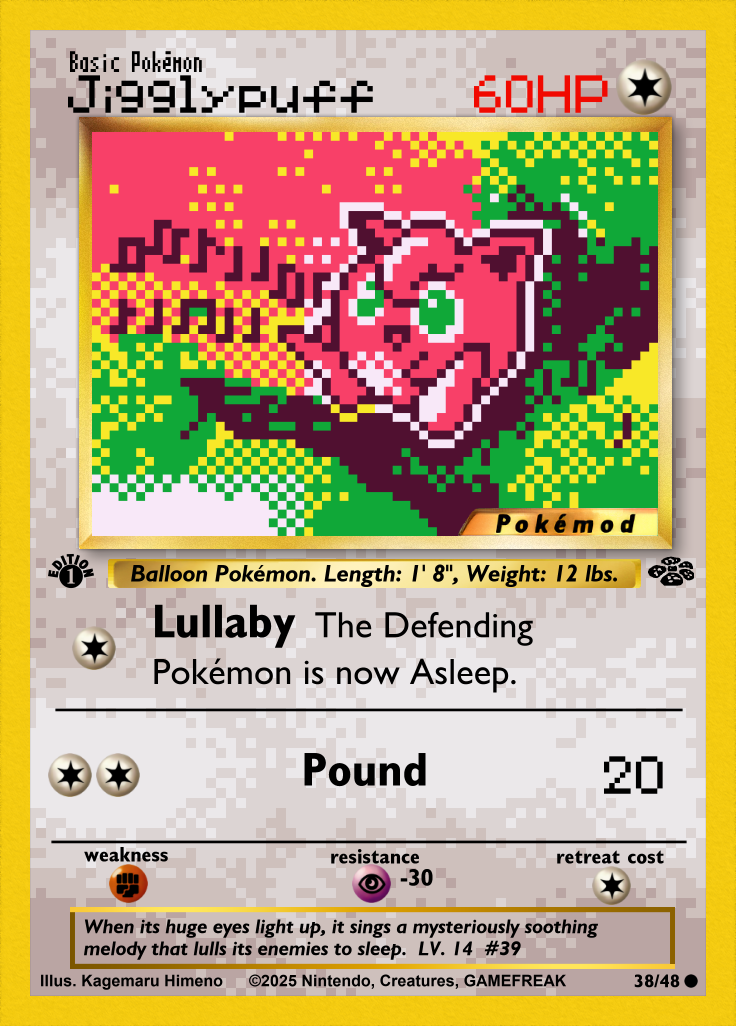 Basic Pokémon
Jigglypuff 60HP
Pokémod
EDITION 1
Balloon Pokémon. Length: 1' 8", Weight: 12 lbs.
Lullaby The Defending
Pokémon is now Asleep.
Pound 20
weakness resistance retreat cost
-30
When its huge eyes light up, it sings a mysteriously soothing
melody that lulls its enemies to sleep. LV. 14 #39
Illus. Kagemaru Himeno ©2025 Nintendo, Creatures, GAMEFREAK 38/48